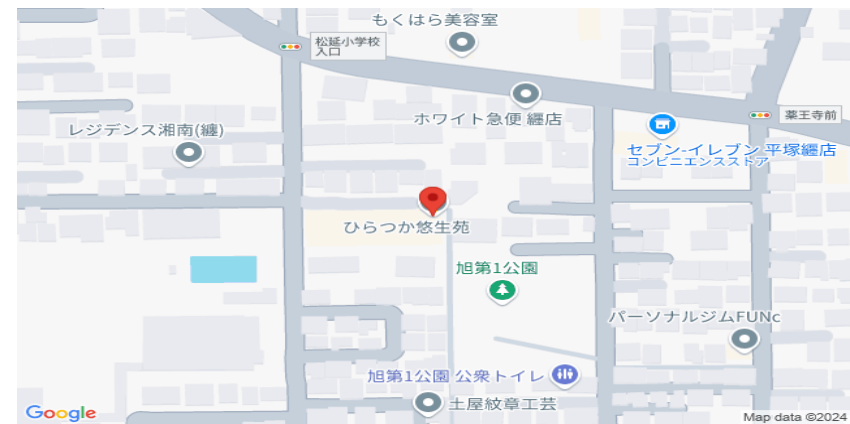 もくはら美容室
松延小学校
入口
ホワイト急便 纒店
薬王寺前
レジデンス湘南(纏)
セブン-イレブン 平塚纒店
コンビニエンスストア
ひらつか悠生苑
旭第1公園
パーソナルジムFUNc
旭第1公園 公衆トイレ
土屋紋章工芸
Google
Map data ©2024